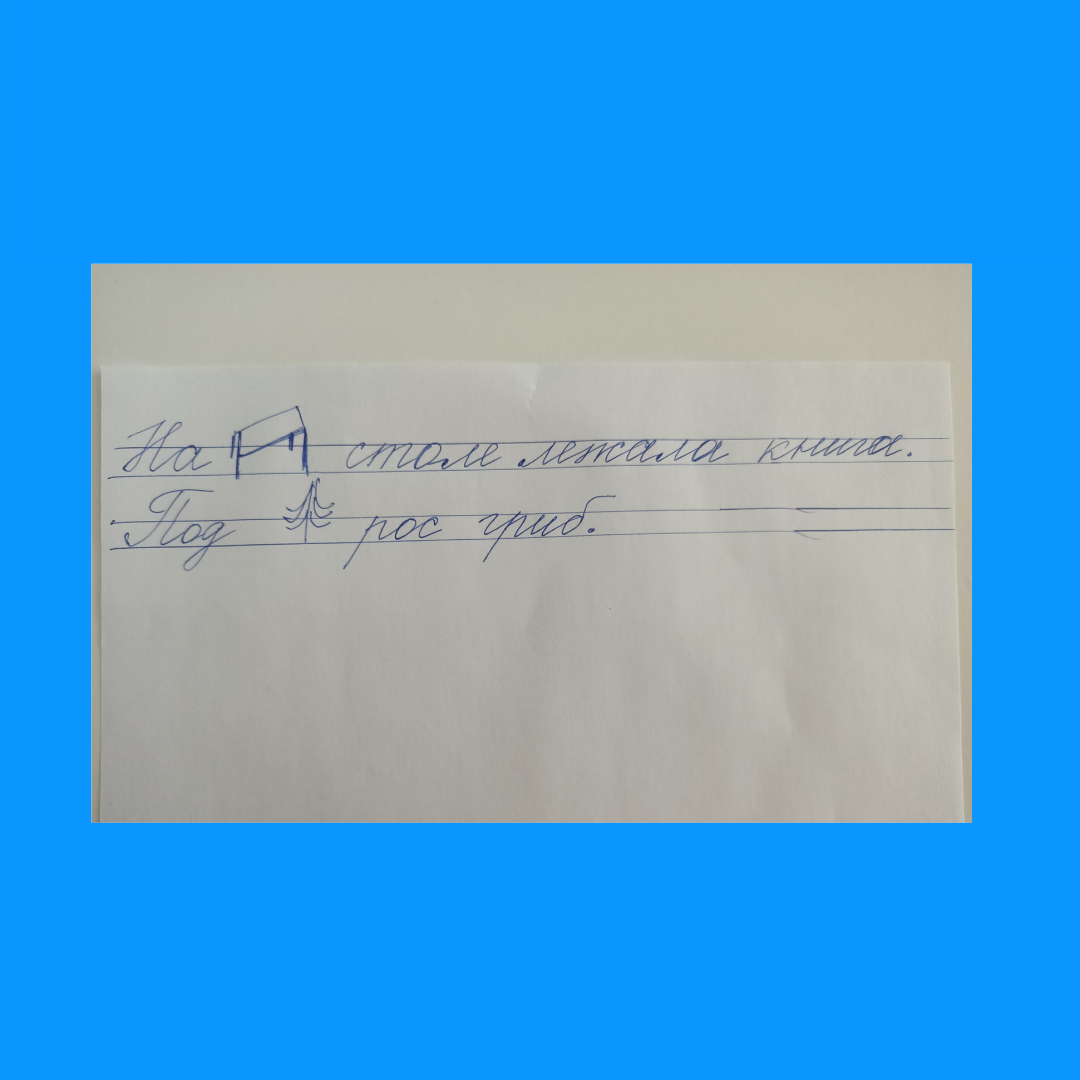 На столе лежала книга.
Под рос гриб.